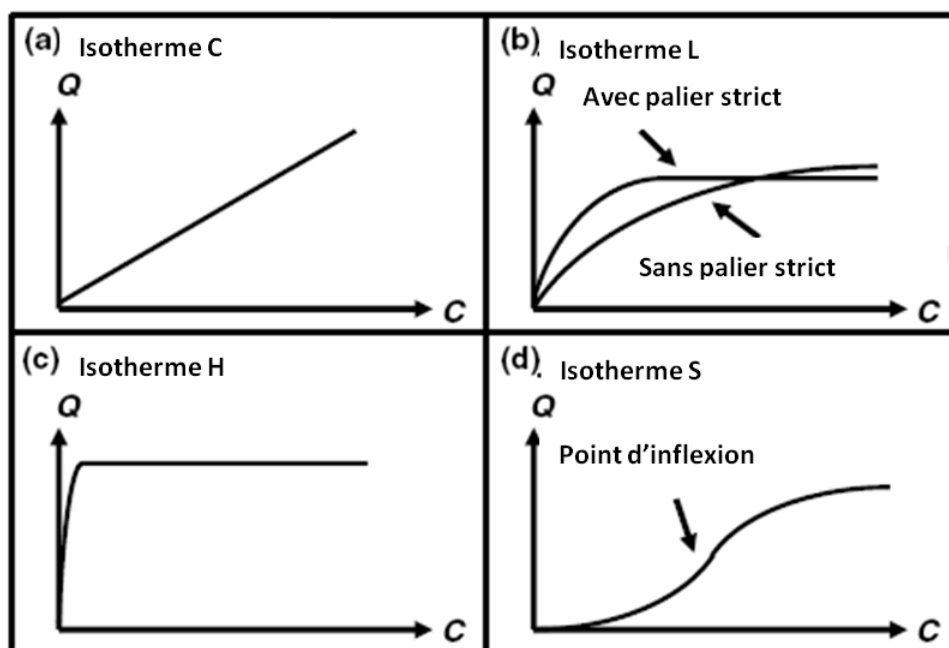 (a) Isotherme C
Q
C
(b) Isotherme L
Q
Avec palier strict
Sans palier strict
C
(c) Isotherme H
Q
C
(d) Isotherme S
Q
Point d'inflexion
C